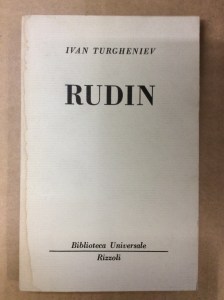 IVAN TURGHENIEV
RUDIN
Biblioteca Universale
Rizzoli